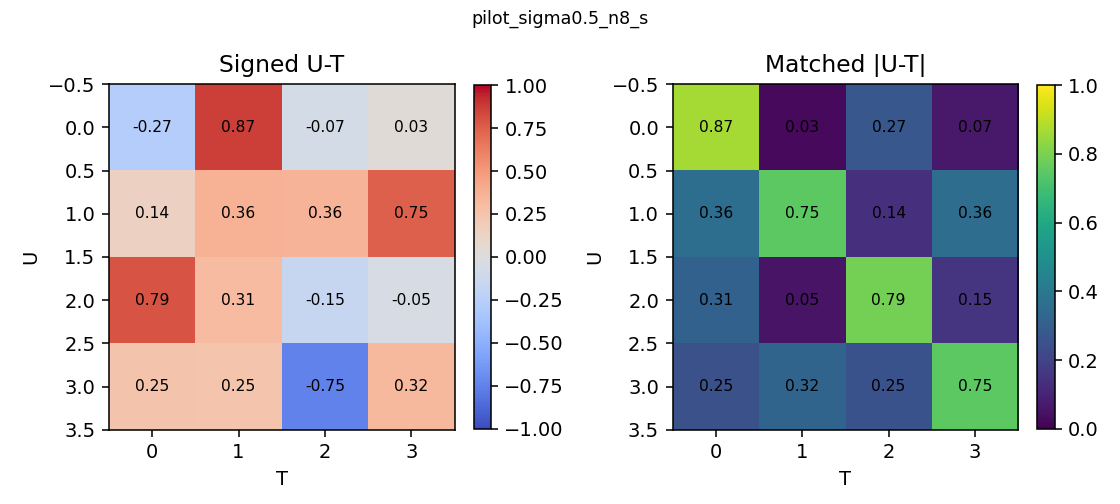 pilot_sigma0.5_n8_s
Signed U-T
−0.5
0.0
0.5
1.0
1.5
2.0
2.5
3.0
3.5
U
-0.27 0.87 -0.07 0.03
0.14 0.36 0.36 0.75
0.79 0.31 -0.15 -0.05
0.25 0.25 -0.75 0.32
0 1 2 3
T
1.00
0.75
0.50
0.25
0.00
−0.25
−0.50
−0.75
−1.00
Matched |U-T|
−0.5
0.0
0.5
1.0
1.5
2.0
2.5
3.0
3.5
U
0.87 0.03 0.27 0.07
0.36 0.75 0.14 0.36
0.31 0.05 0.79 0.15
0.25 0.32 0.25 0.75
0 1 2 3
T
1.0
0.8
0.6
0.4
0.2
0.0